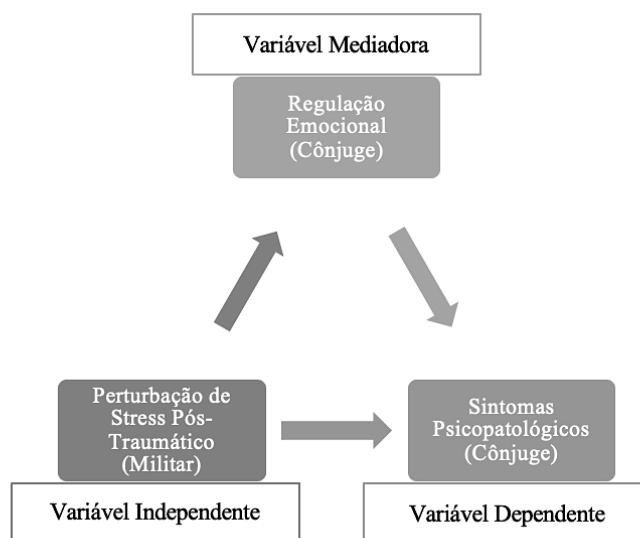 Variável Mediadora
Regulação
Emocional
(Cônjuge)
Perturbação de
Stress Pós-
Traumático
(Militar)
Variável Independente
Sintomas
Psicopatológicos
(Cônjuge)
Variável Dependente